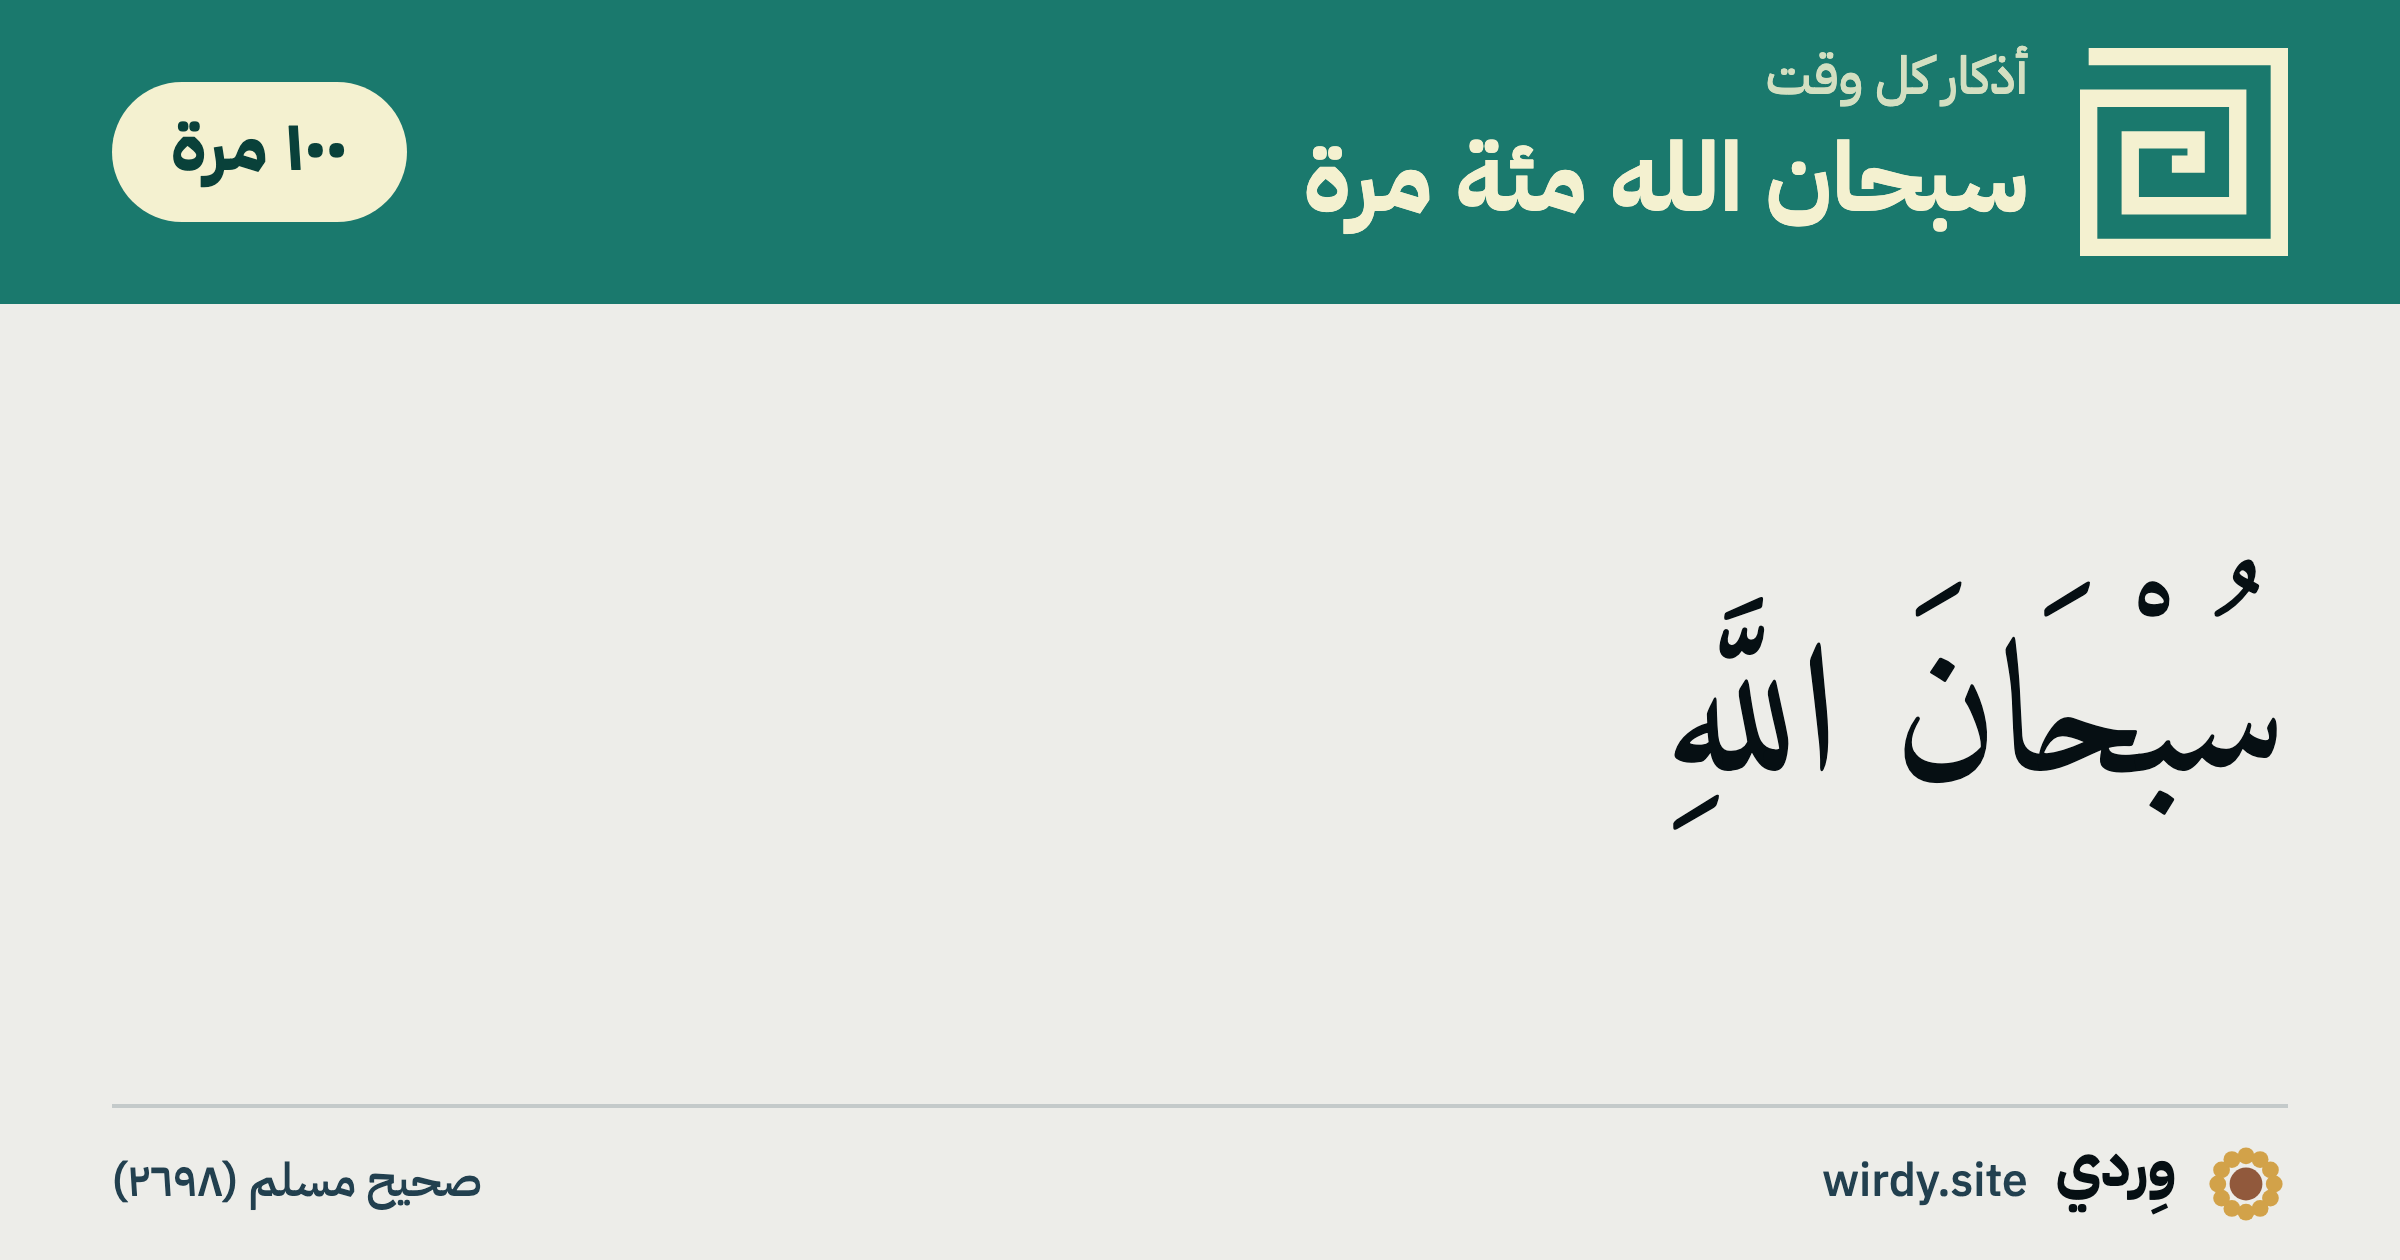 أذكار كل وقت
سبحان الله مئة مرة
١٠٠ مرة
سُبْحَانَ اللَّهِ
وِردي wirdy.site
صحيح مسلم (٢٦٩٨)